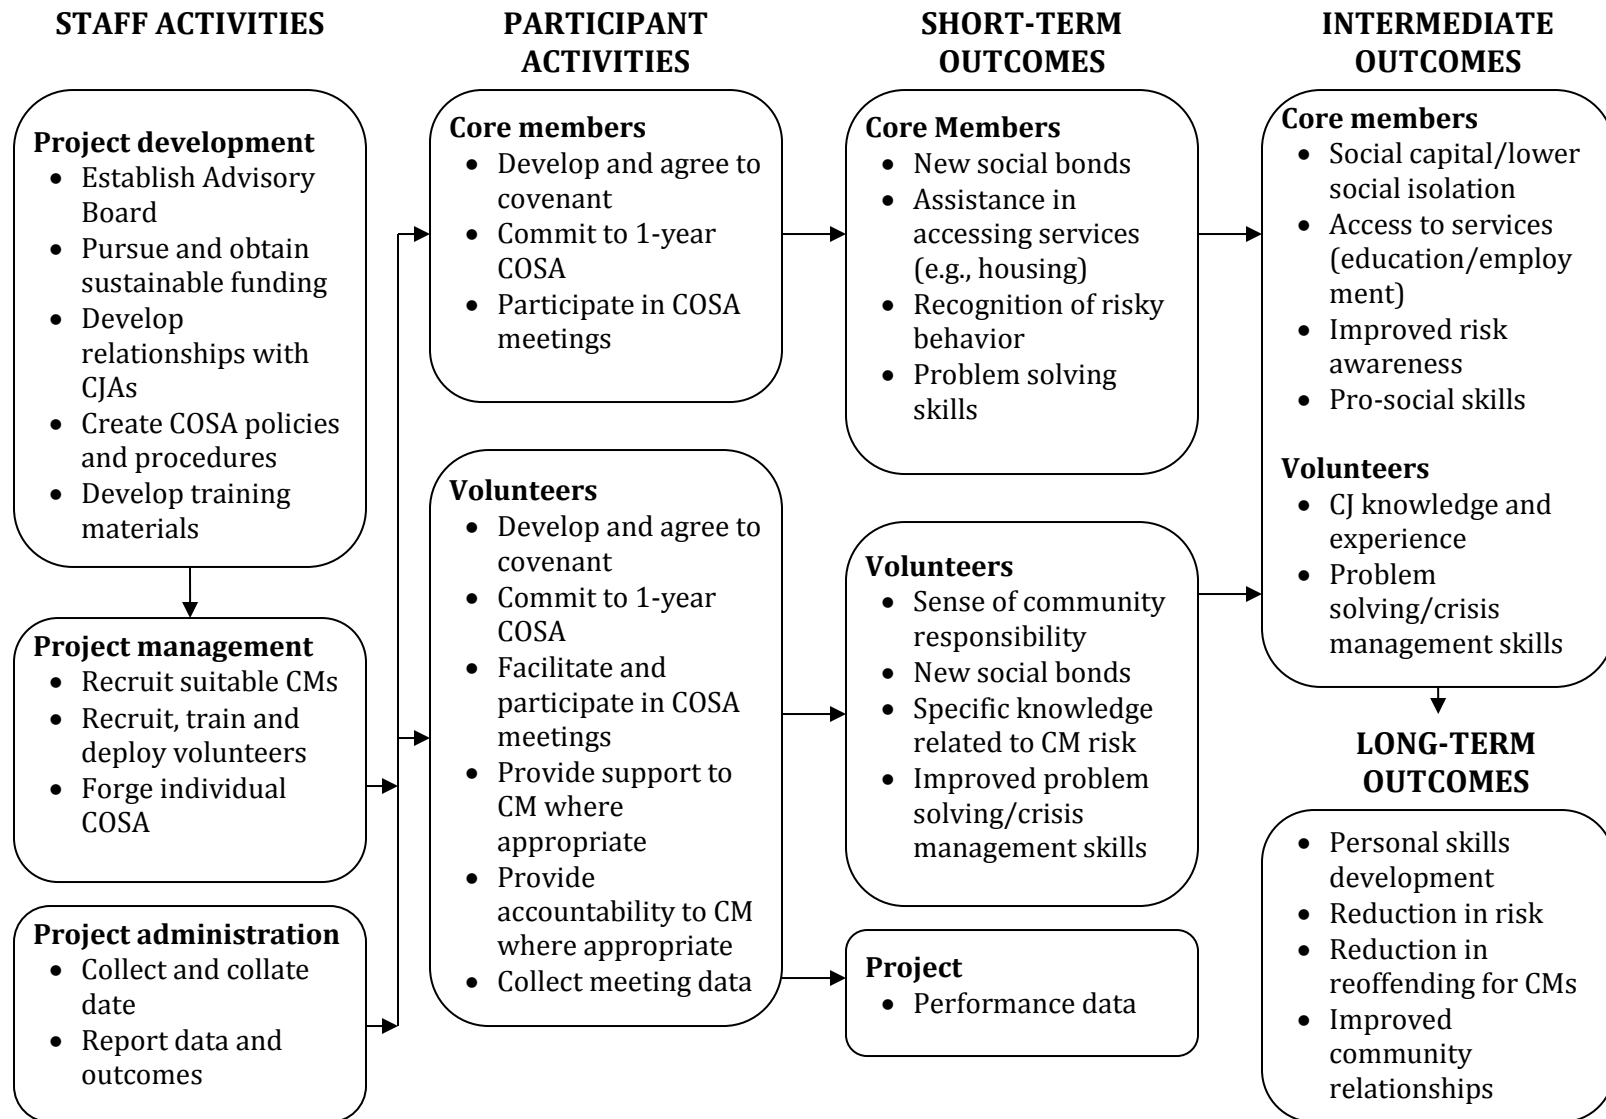 STAFF ACTIVITIES
Project development
• Establish Advisory
Board
• Pursue and obtain
sustainable funding
• Develop
relationships with
CJAs
• Create COSA policies
and procedures
• Develop training
materials
Project management
• Recruit suitable CMs
• Recruit, train and
deploy volunteers
• Forge individual
COSA
Project administration
• Collect and collate
date
• Report data and
outcomes
PARTICIPANT
ACTIVITIES
Core members
• Develop and agree to
covenant
• Commit to 1-year
COSA
• Participate in COSA
meetings
Volunteers
• Develop and agree to
covenant
• Commit to 1-year
COSA
• Facilitate and
participate in COSA
meetings
• Provide support to
CM where
appropriate
• Provide
accountability to CM
where appropriate
• Collect meeting data
SHORT-TERM
OUTCOMES
Core Members
• New social bonds
• Assistance in
accessing services
(e.g., housing)
• Recognition of risky
behavior
• Problem solving
skills
Volunteers
• Sense of community
responsibility
• New social bonds
• Specific knowledge
related to CM risk
• Improved problem
solving/crisis
management skills
Project
• Performance data
INTERMEDIATE
OUTCOMES
Core members
• Social capital/lower
social isolation
• Access to services
(education/employ
ment)
• Improved risk
awareness
• Pro-social skills
Volunteers
• CJ knowledge and
experience
• Problem
solving/crisis
management skills
LONG-TERM
OUTCOMES
• Personal skills
development
• Reduction in risk
• Reduction in
reoffending for CMs
• Improved
community
relationships